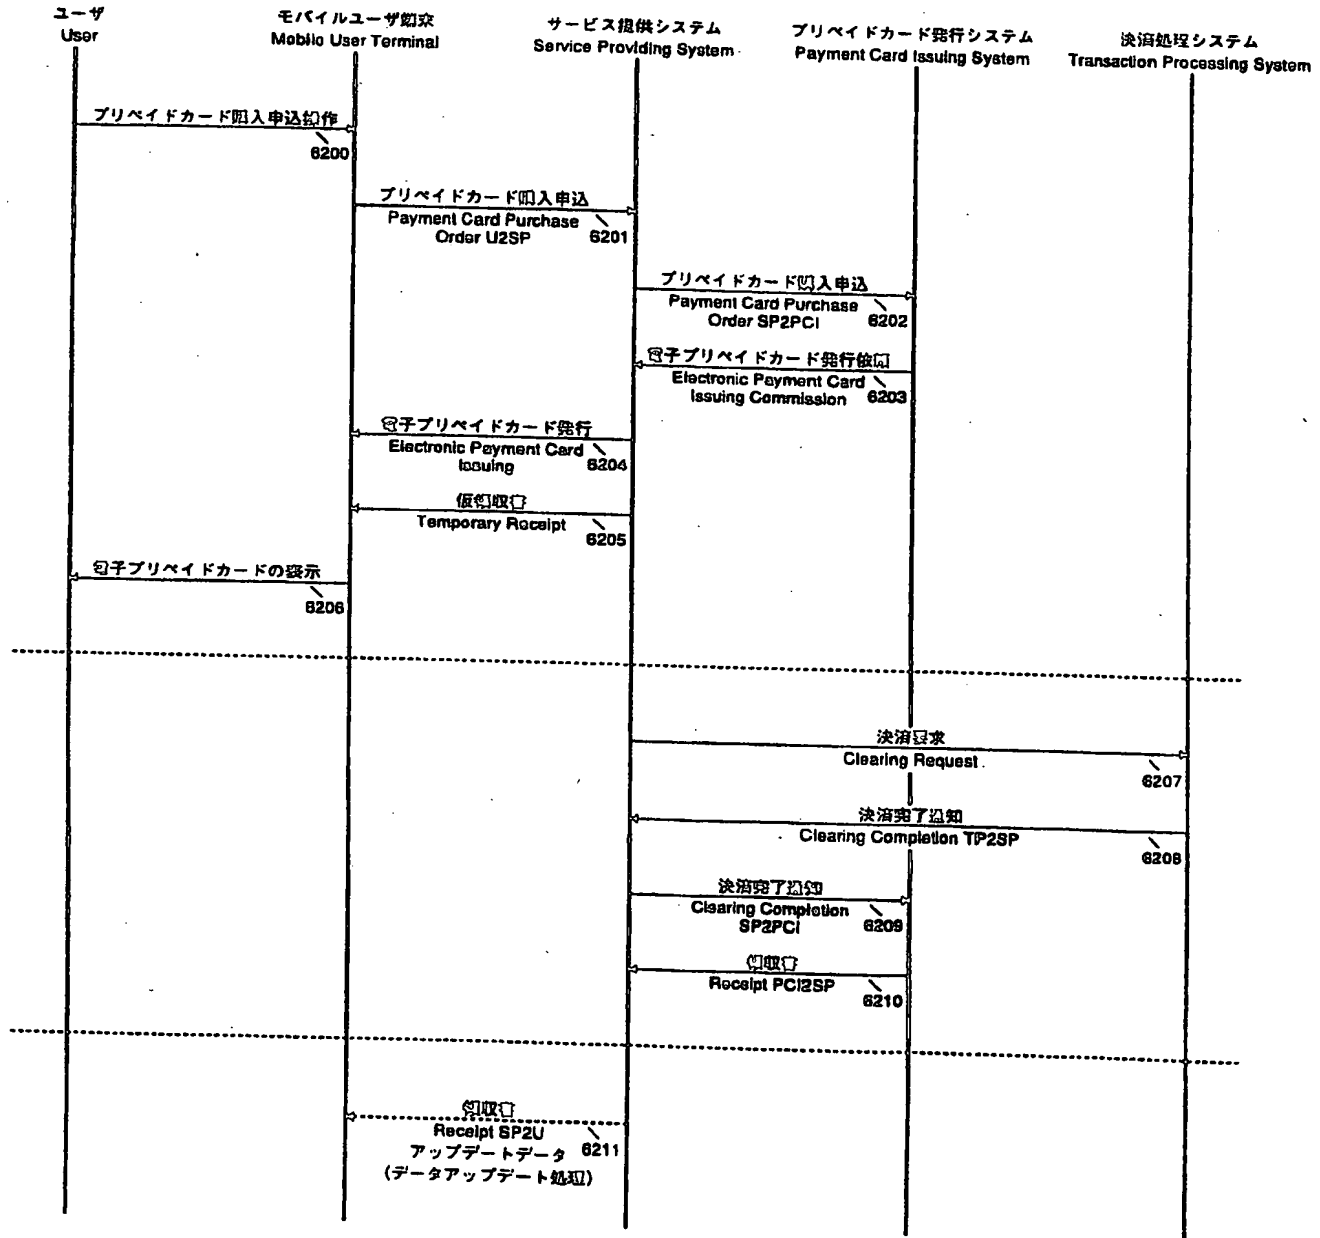 ユーザ
User
モバイルユーザ
Mobile User Terminal
サービス提供システム
Service Providing System
プリペイドカード発行システム
Payment Card Issuing System
決済処理システム
Transaction Processing System
プリペイドカード購入申込操作
6200
プリペイドカード購入申込
Payment Card Purchase
Order U2SP
6201
プリペイドカード購入申込
Payment Card Purchase
Order SP2PCI
6202
電子プリペイドカード発行依頼
Electronic Payment Card
Issuing Commission
6203
電子プリペイドカード発行
Electronic Payment Card
Issuing
6204
仮領収書
Temporary Receipt
6205
電子プリペイドカードの表示
6206
決済要求
Clearing Request
6207
決済完了通知
Clearing Completion TP2SP
6208
決済完了通知
Clearing Completion
SP2PCI
6209
領収書
Receipt PCI2SP
6210
領収書
Receipt SP2U
6211
アップデートデータ
(データアップデート処理)